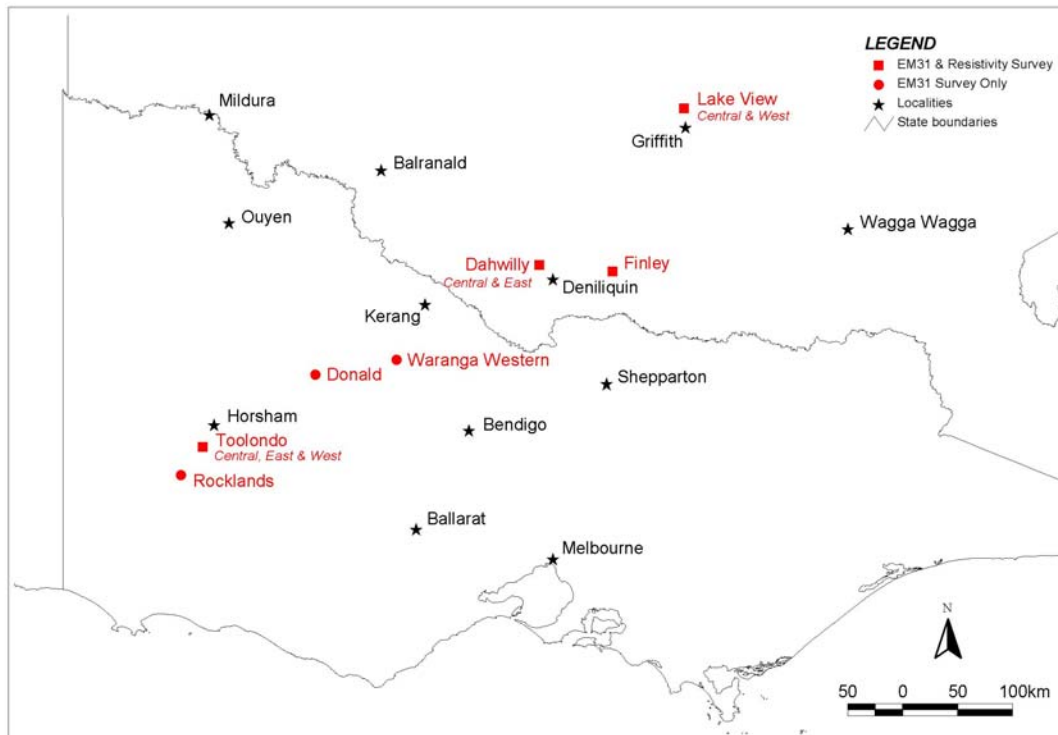 LEGEND
EM31 & Resistivity Survey
EM31 Survey Only
Localities
State boundaries
Mildura
Lake View
Central & West
Griffith
Balranald
Ouyen
Wagga Wagga
Dahwilly
Central & East
Finley
Deniliquin
Kerang
Waranga Western
Donald
Shepparton
Horsham
Bendigo
Toolondo
Central, East & West
Rocklands
Ballarat
Melbourne
N
50 0 50 100km